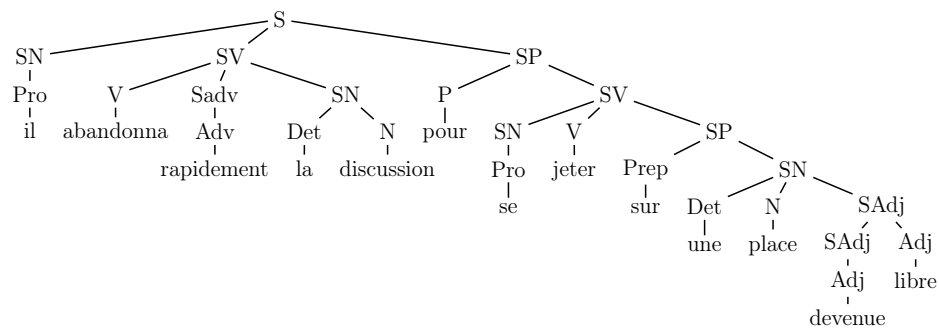 S
SN SV SP
Pro V Sadv SN P SV
il abandonna Adv Det N pour SN V SP
rapidement la discussion Pro jeter Prep SN
se sur Det N SAdj
une place SAdj Adj
Adj libre
devenue